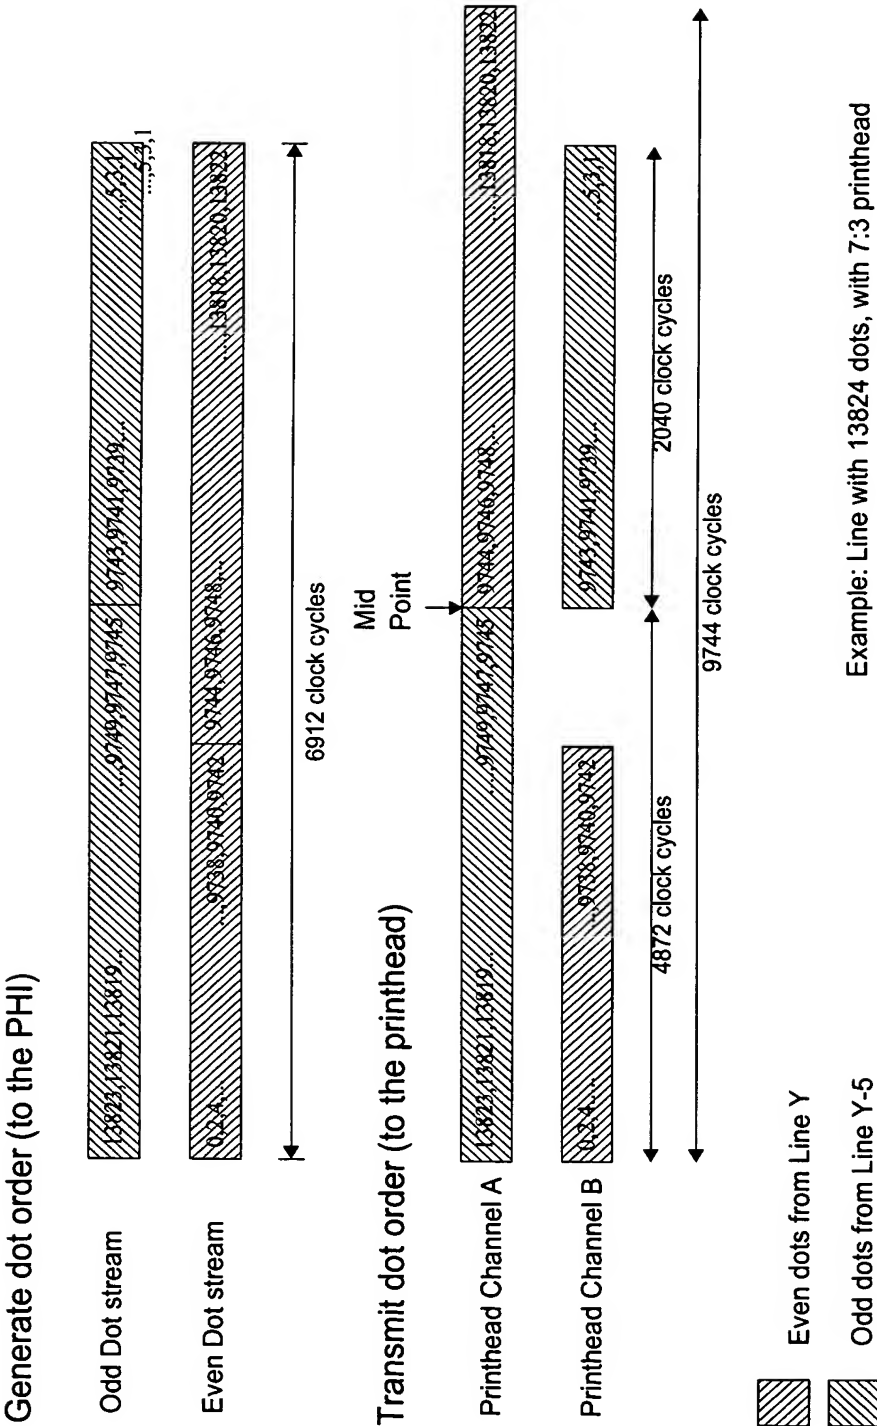 Generate dot order (to the PHI)
Odd Dot stream
13823,13821,13819...
...,9749,9747,9745
9743,9741,9739,...
...,5,3,1
...,5,3,1
Even Dot stream
0,2,4,...
...,9738,9740,9742
9744,9746,9748,...
...,13818,13820,13822
6912 clock cycles
Transmit dot order (to the printhead)
Mid
Point
Printhead Channel A
13823,13821,13819...
...,9749,9747,9745
9744,9746,9748,...
...,13818,13820,13822
Printhead Channel B
0,2,4,...
...,9738,9740,9742
9743,9741,9739,...
...,5,3,1
4872 clock cycles
2040 clock cycles
9744 clock cycles
Even dots from Line Y
Odd dots from Line Y-5
Example: Line with 13824 dots, with 7:3 printhead